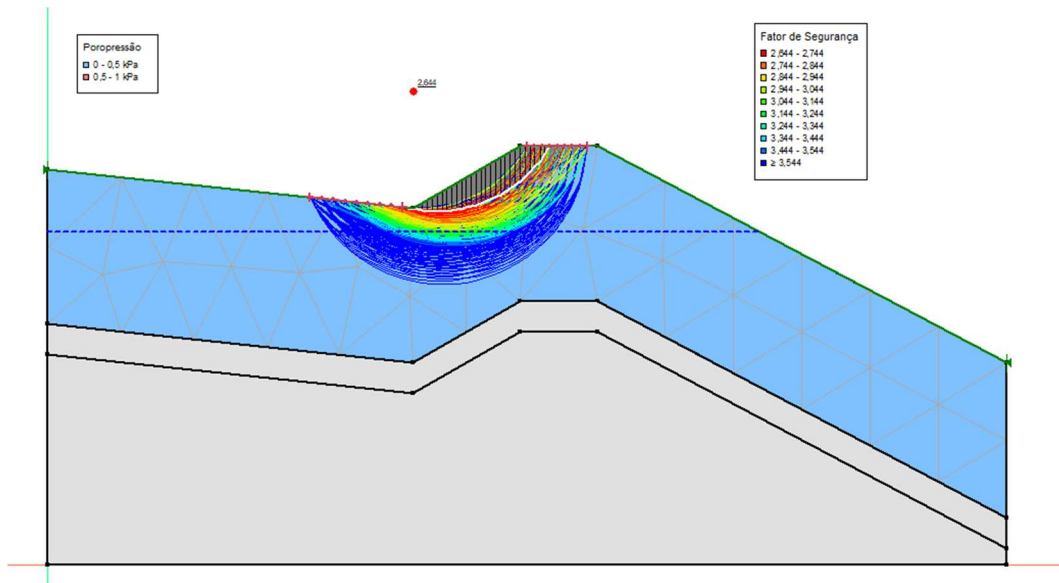 Poropressão
0 - 0,5 kPa
0,5 - 1 kPa
2,644
Fator de Segurança
2,644 - 2,744
2,744 - 2,844
2,844 - 2,944
2,944 - 3,044
3,044 - 3,144
3,144 - 3,244
3,244 - 3,344
3,344 - 3,444
3,444 - 3,544
≥ 3,544